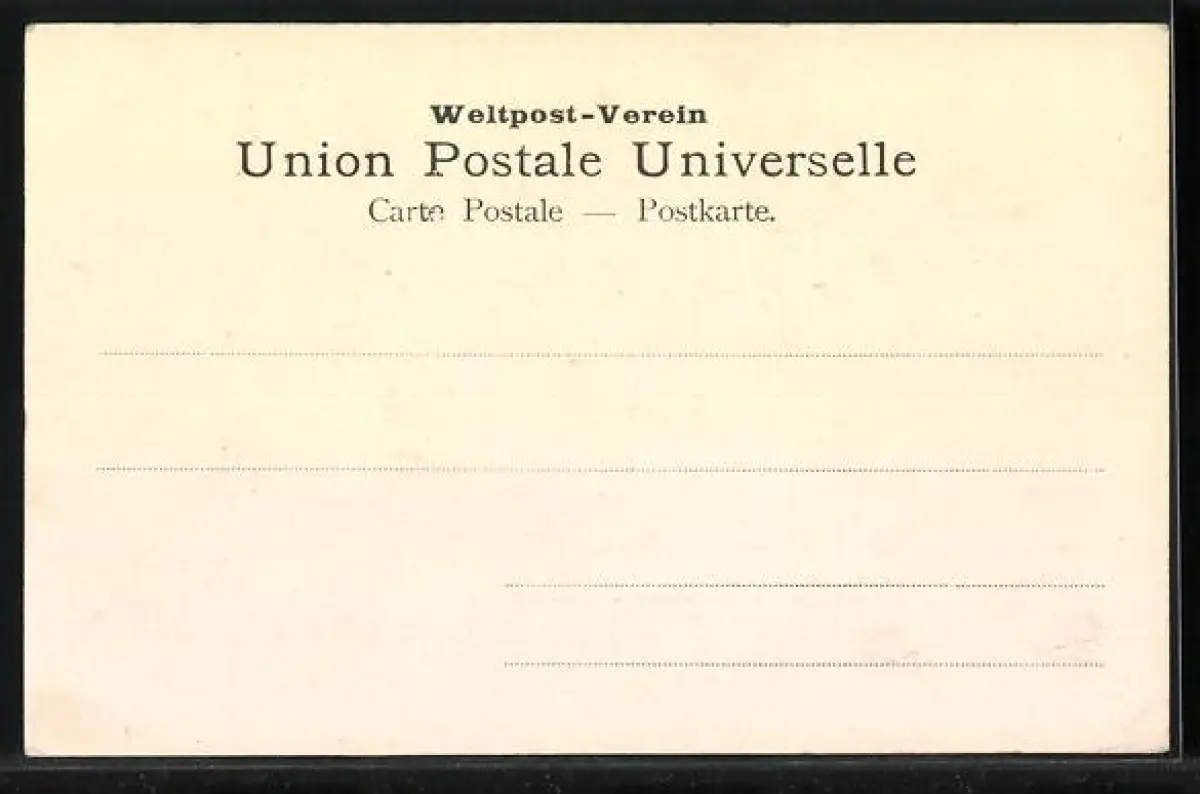 Weltpost-Verein
Union Postale Universelle
Carte Postale — Postkarte.